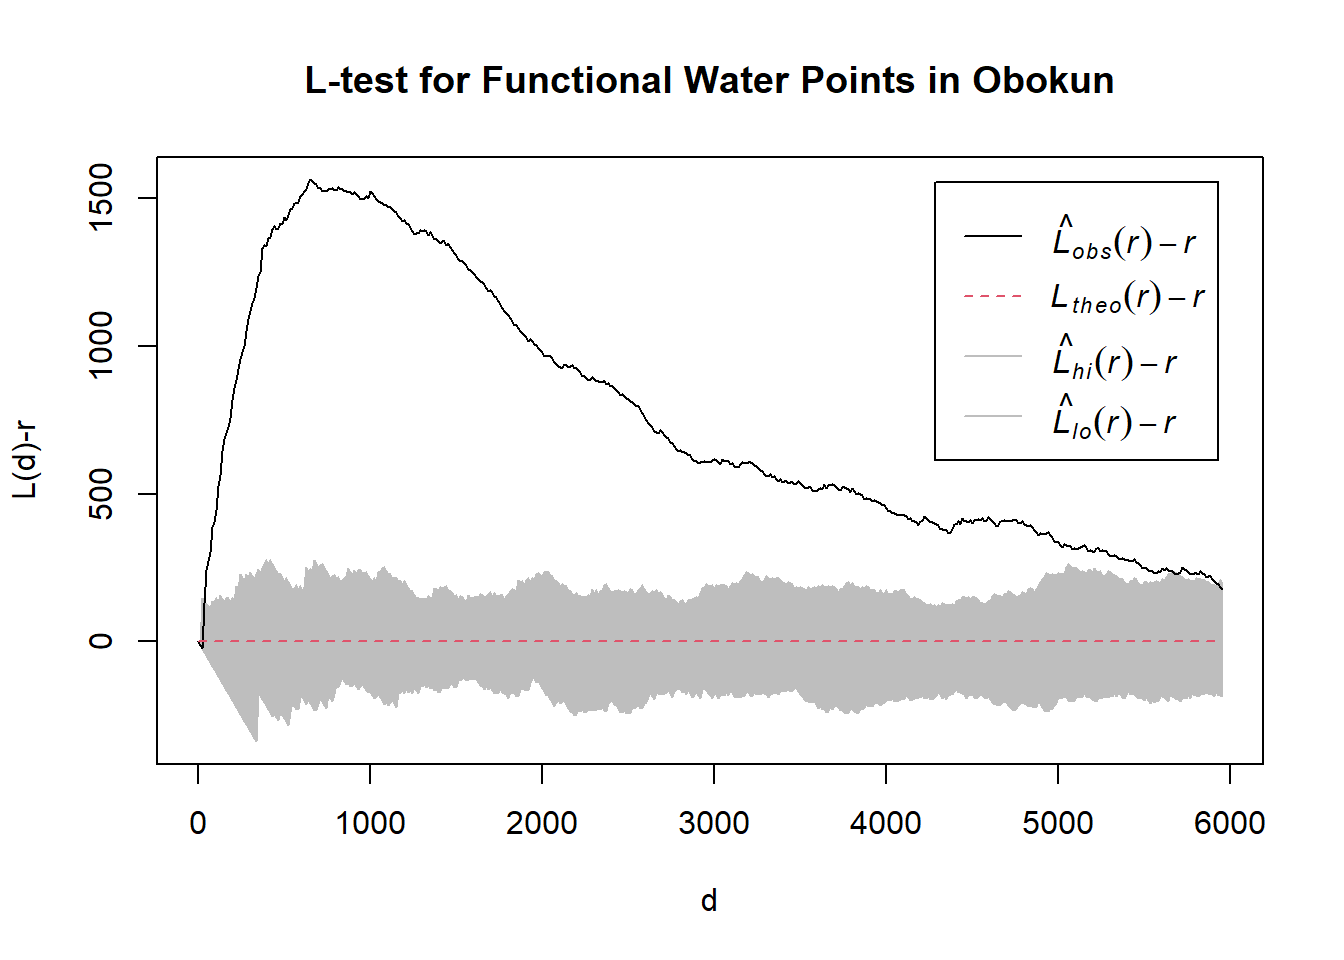 L-test for Functional Water Points in Obokun
L(d)-r
1500
1000
500
0
L̂obs(r) − r
Ltheo(r) − r
L̂hi(r) − r
L̂lo(r) − r
0 1000 2000 3000 4000 5000 6000
d